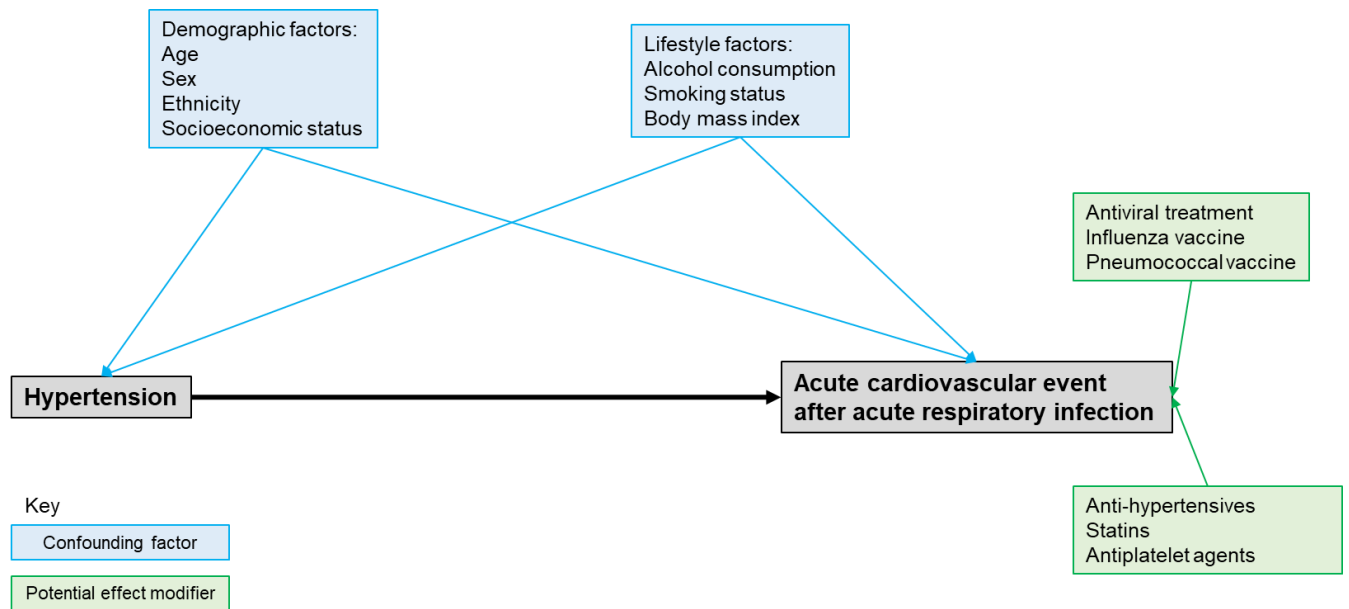 Demographic factors:
Age
Sex
Ethnicity
Socioeconomic status
Lifestyle factors:
Alcohol consumption
Smoking status
Body mass index
Antiviral treatment
Influenza vaccine
Pneumococcal vaccine
Hypertension
Acute cardiovascular event
after acute respiratory infection
Anti-hypertensives
Statins
Antiplatelet agents
Key
Confounding factor
Potential effect modifier